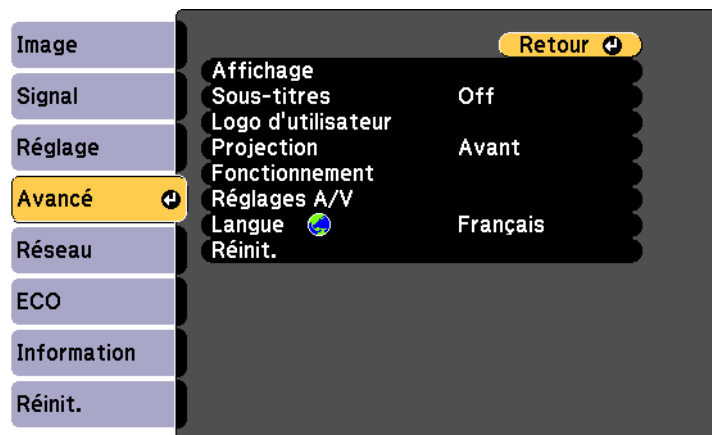 Image
Signal
Réglage
Avancé
Réseau
ECO
Information
Réinit.
Retour
Affichage
Sous-titres Off
Logo d'utilisateur
Projection Avant
Fonctionnement
Réglages A/V
Langue Français
Réinit.